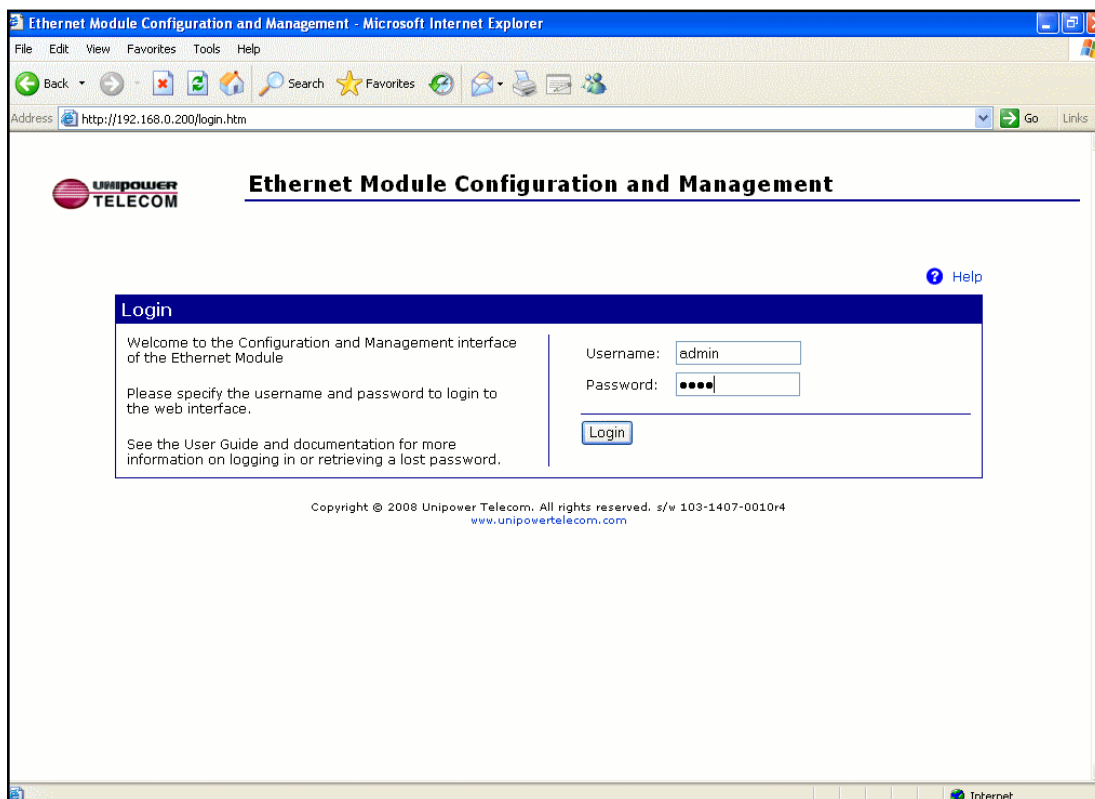 Ethernet Module Configuration and Management - Microsoft Internet Explorer
File Edit View Favorites Tools Help
Back Search Favorites
Address http://192.168.0.200/login.htm Go Links
UNIPOWER
TELECOM
Ethernet Module Configuration and Management
? Help
Login
Welcome to the Configuration and Management interface
of the Ethernet Module
Please specify the username and password to login to
the web interface.
See the User Guide and documentation for more
information on logging in or retrieving a lost password.
Username: admin
Password: ●●●●
Login
Copyright © 2008 Unipower Telecom. All rights reserved. s/w 103-1407-0010r4
www.unipowertelecom.com
Internet